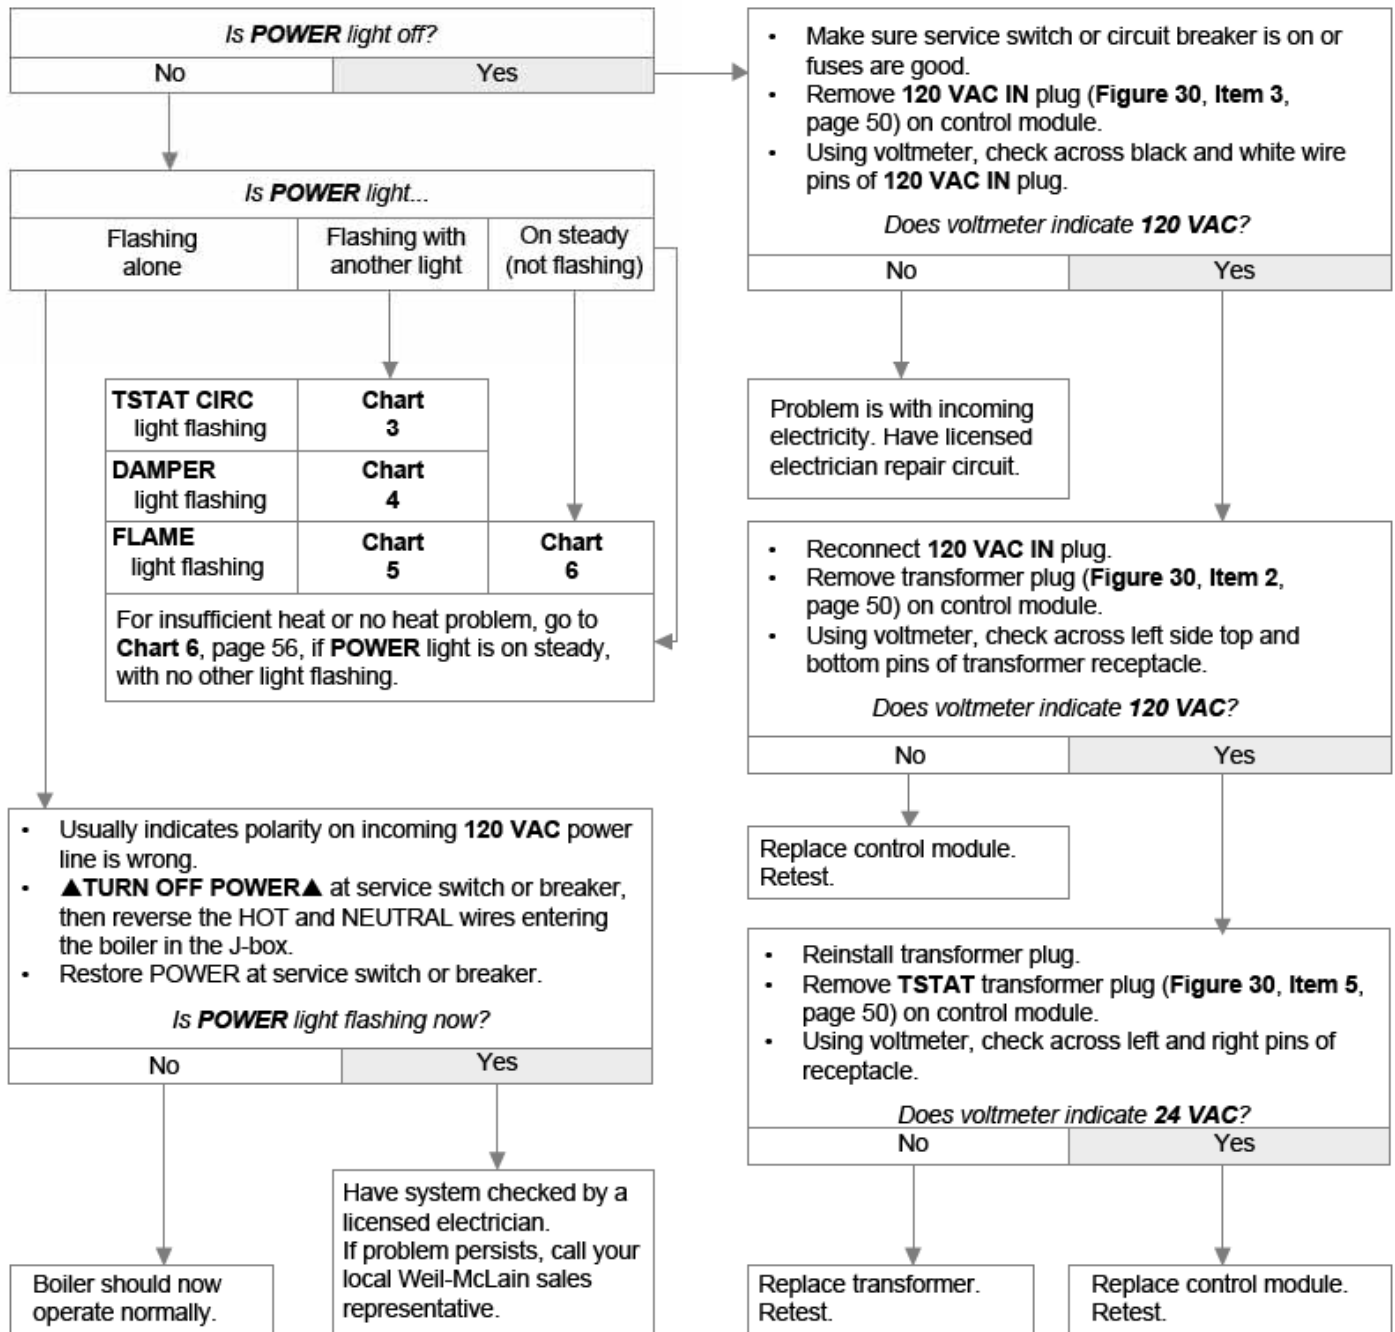 Is POWER light off?
No
Yes
Is POWER light...
Flashing
alone
Flashing with
another light
On steady
(not flashing)
TSTAT CIRC
light flashing
Chart
3
DAMPER
light flashing
Chart
4
FLAME
light flashing
Chart
5
Chart
6
For insufficient heat or no heat problem, go to
Chart 6, page 56, if POWER light is on steady,
with no other light flashing.
• Usually indicates polarity on incoming 120 VAC power
line is wrong.
• ▲TURN OFF POWER▲ at service switch or breaker,
then reverse the HOT and NEUTRAL wires entering
the boiler in the J-box.
• Restore POWER at service switch or breaker.
Is POWER light flashing now?
No
Yes
Boiler should now
operate normally.
Have system checked by a
licensed electrician.
If problem persists, call your
local Weil-McLain sales
representative.
• Make sure service switch or circuit breaker is on or
fuses are good.
• Remove 120 VAC IN plug (Figure 30, Item 3,
page 50) on control module.
• Using voltmeter, check across black and white wire
pins of 120 VAC IN plug.
Does voltmeter indicate 120 VAC?
No
Yes
Problem is with incoming
electricity. Have licensed
electrician repair circuit.
• Reconnect 120 VAC IN plug.
• Remove transformer plug (Figure 30, Item 2,
page 50) on control module.
• Using voltmeter, check across left side top and
bottom pins of transformer receptacle.
Does voltmeter indicate 120 VAC?
No
Yes
Replace control module.
Retest.
• Reinstall transformer plug.
• Remove TSTAT transformer plug (Figure 30, Item 5,
page 50) on control module.
• Using voltmeter, check across left and right pins of
receptacle.
Does voltmeter indicate 24 VAC?
No
Yes
Replace transformer.
Retest.
Replace control module.
Retest.